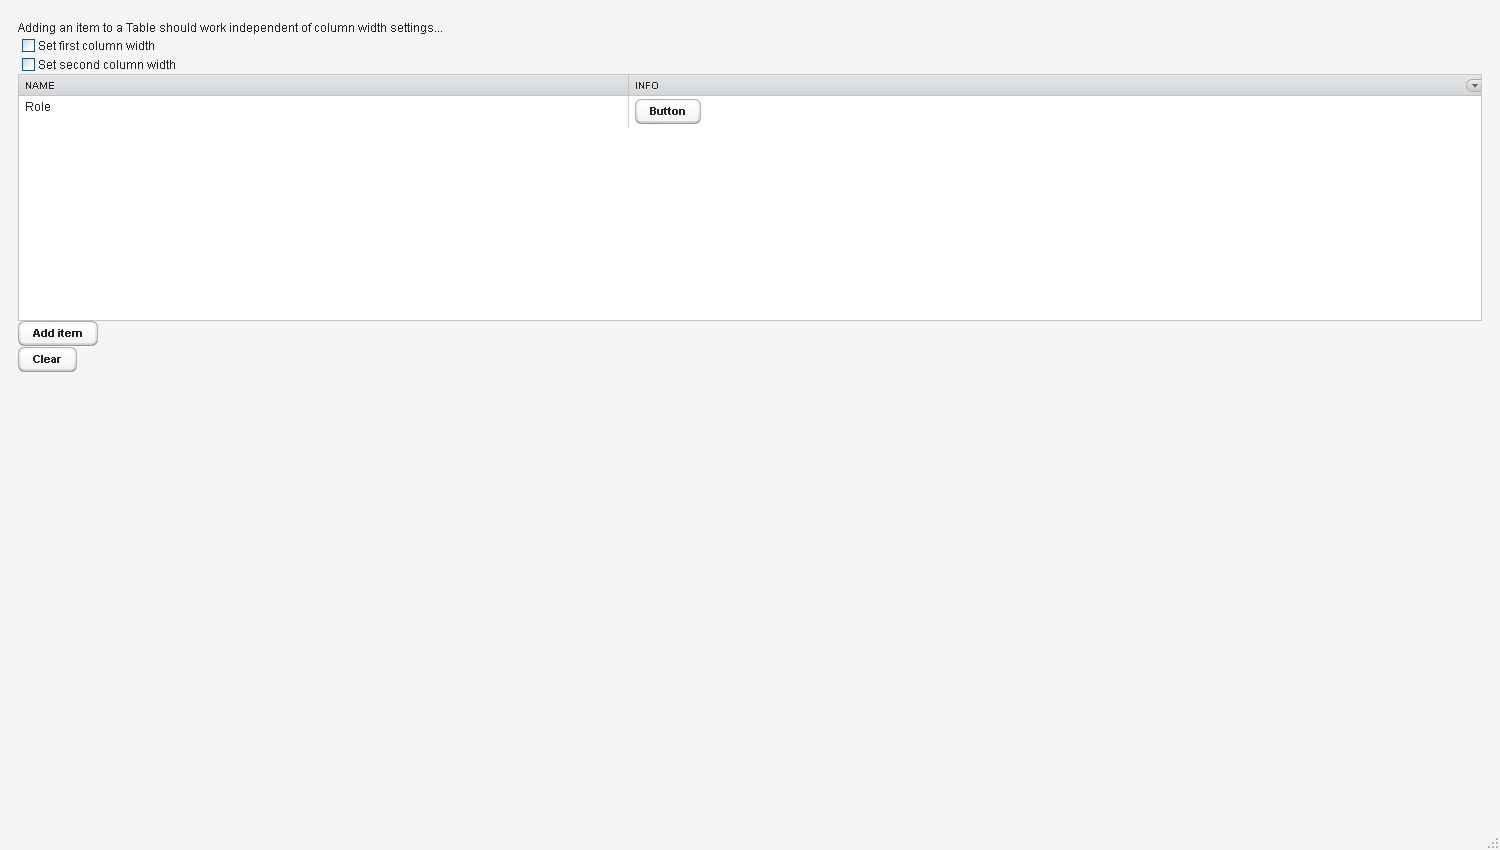 Adding an item to a Table should work independent of column width settings...
Set first column width
Set second column width
NAME INFO
Role Button
Add item
Clear